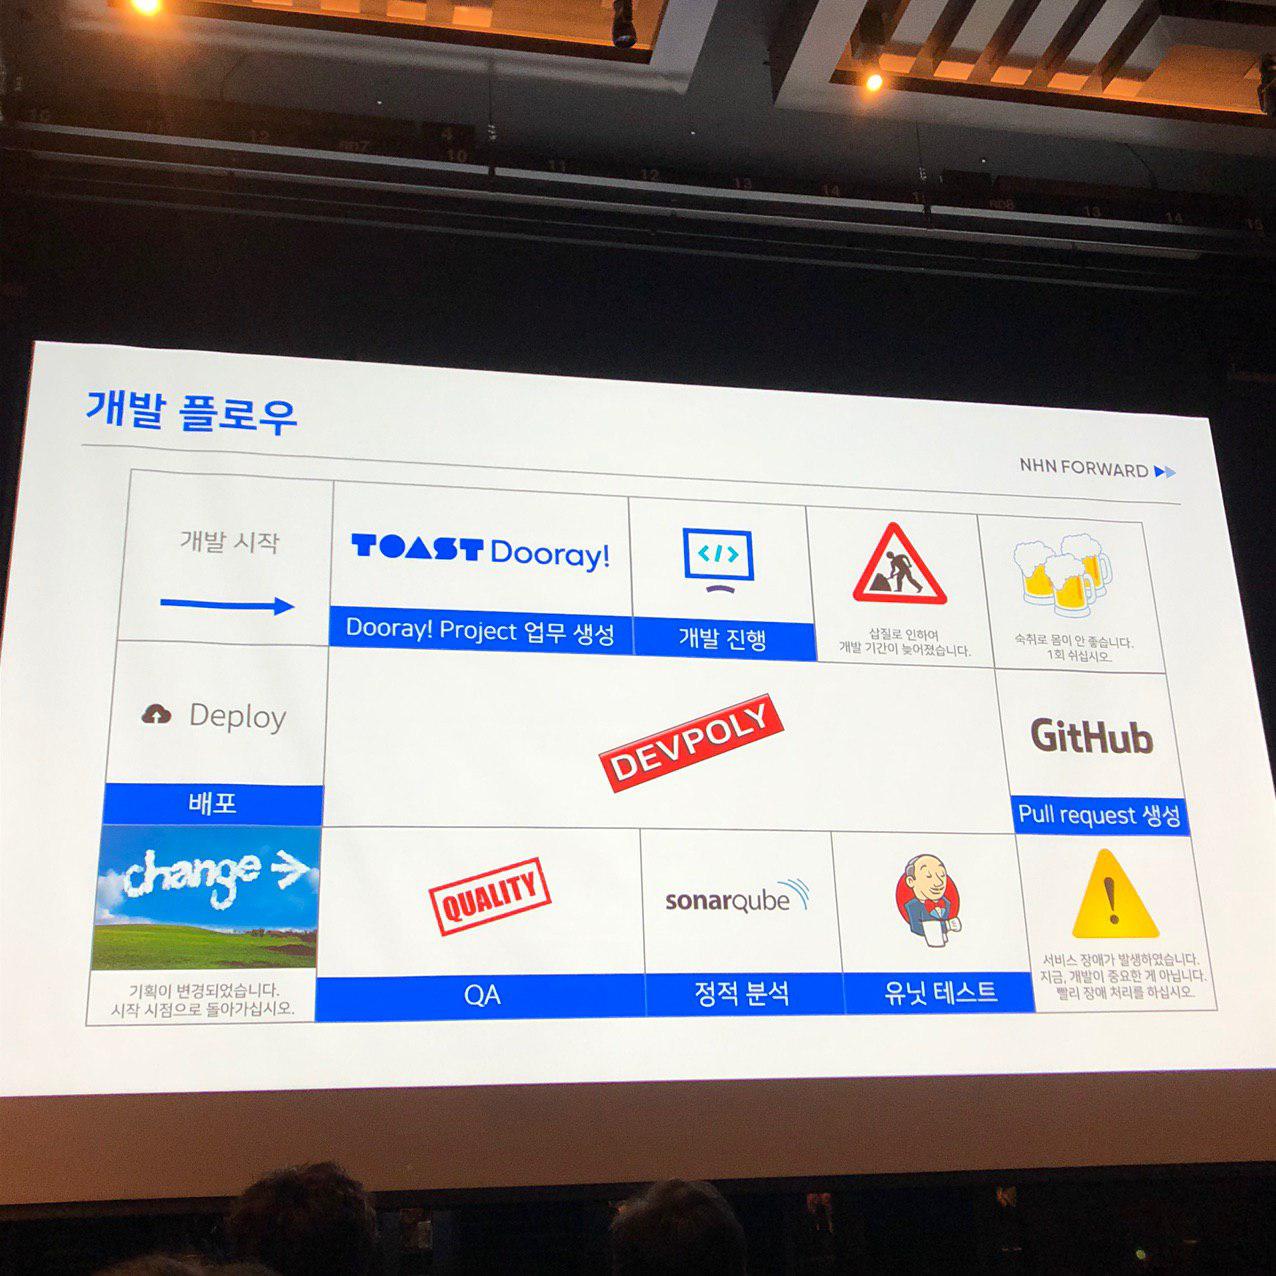 개발 플로우
NHN FORWARD
개발 시작
TOAST Dooray!
Dooray! Project 업무 생성
</>
개발 진행
삽질로 인하여
개발 기간이 늦어졌습니다.
숙취로 몸이 안 좋습니다.
1회 쉬십시오.
Deploy
배포
DEVPOLY
GitHub
Pull request 생성
change
기획이 변경되었습니다.
시작 시점으로 돌아가십시오.
QUALITY
QA
sonarqube
정적 분석
유닛 테스트
서비스 장애가 발생하였습니다.
지금, 개발이 중요한 게 아닙니다.
빨리 장애 처리를 하십시오.